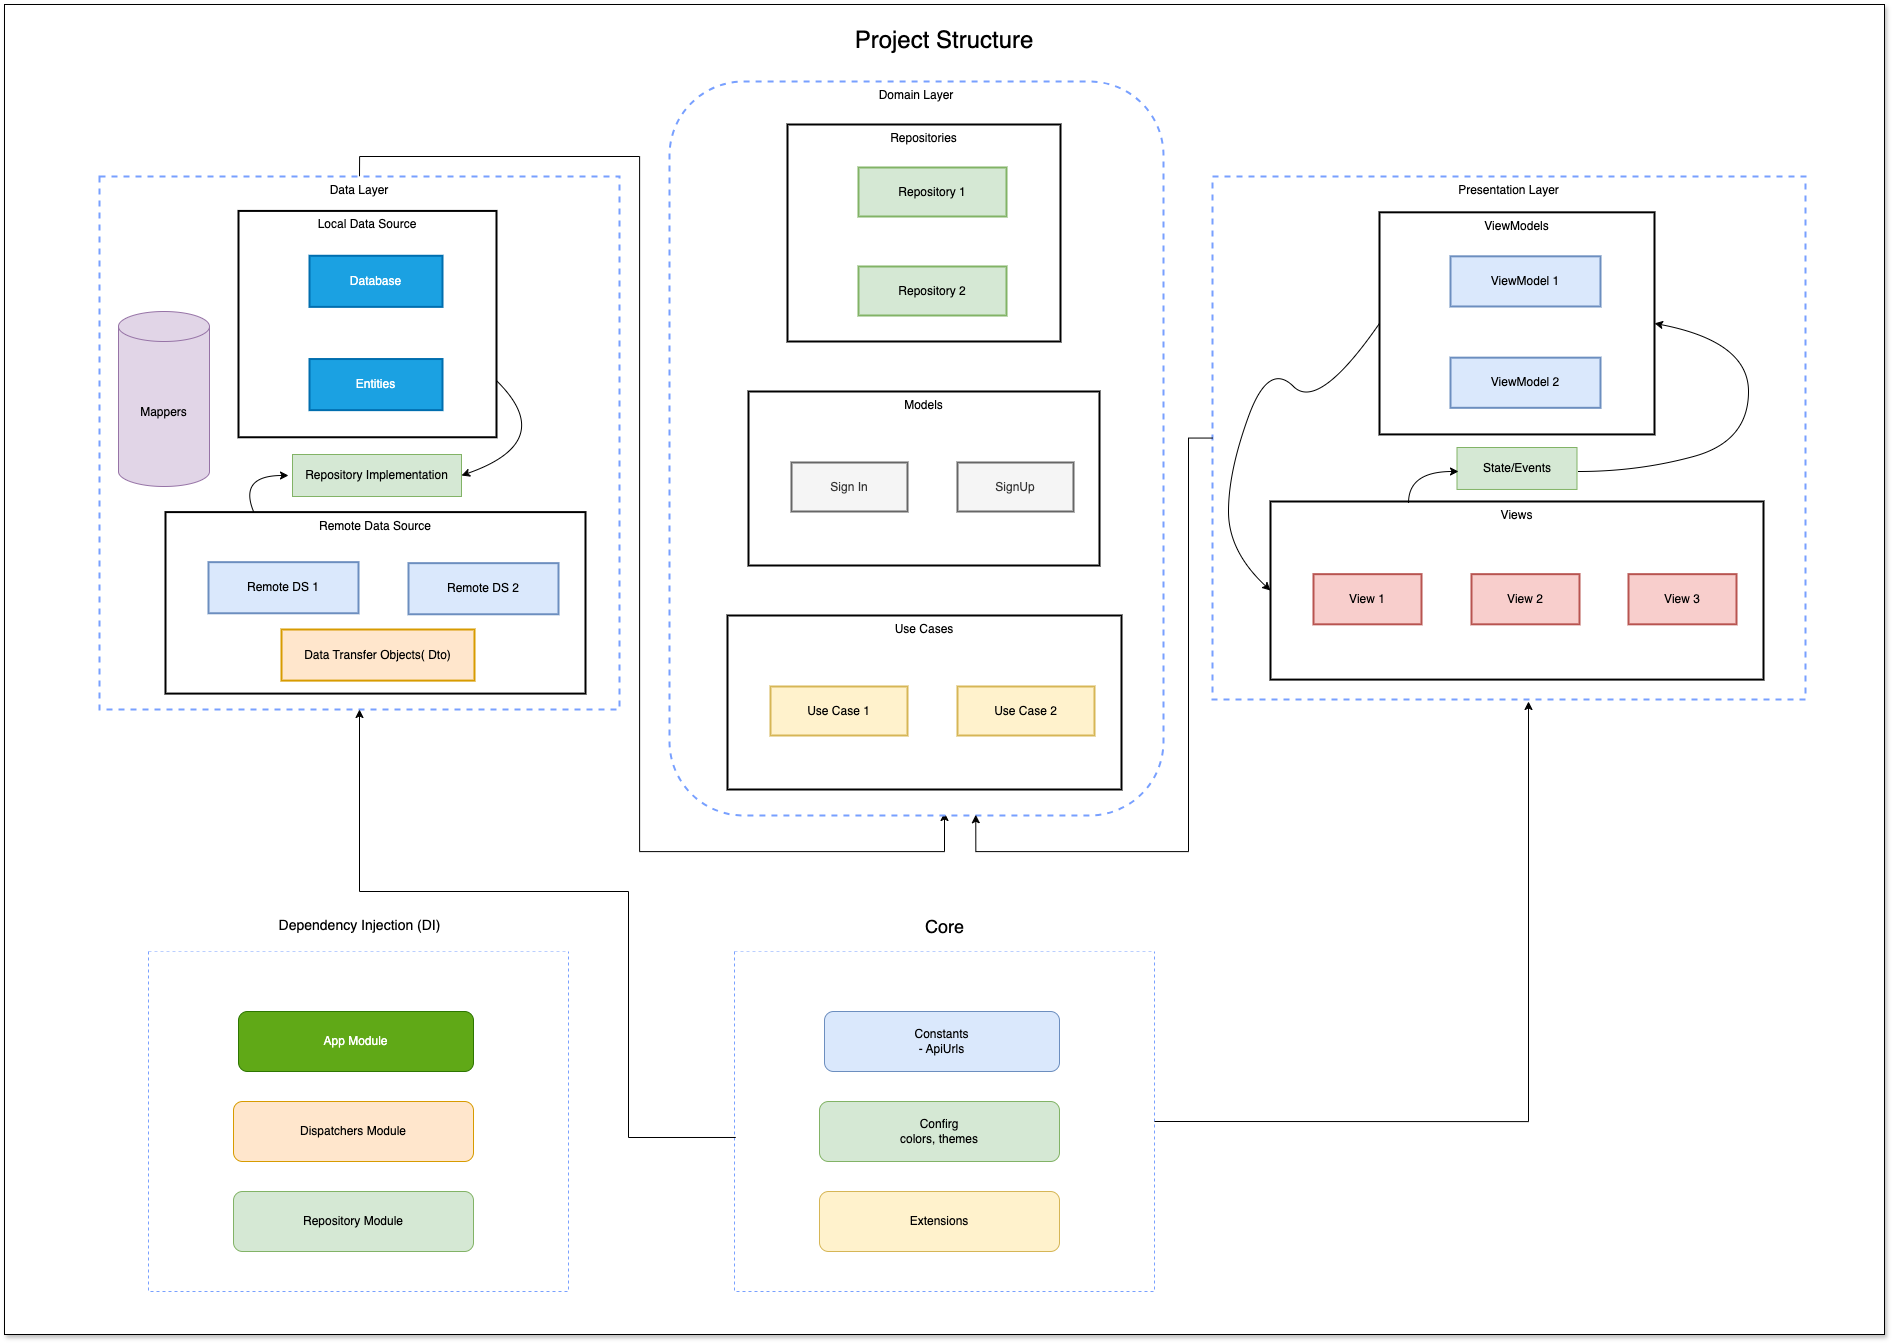 Project Structure
Data Layer
Local Data Source
Database
Entities
Mappers
Repository Implementation
Remote Data Source
Remote DS 1
Remote DS 2
Data Transfer Objects( Dto)
Domain Layer
Repositories
Repository 1
Repository 2
Models
Sign In
SignUp
Use Cases
Use Case 1
Use Case 2
Presentation Layer
ViewModels
ViewModel 1
ViewModel 2
State/Events
Views
View 1
View 2
View 3
Dependency Injection (DI)
App Module
Dispatchers Module
Repository Module
Core
Constants
- ApiUrls
Confirg
colors, themes
Extensions